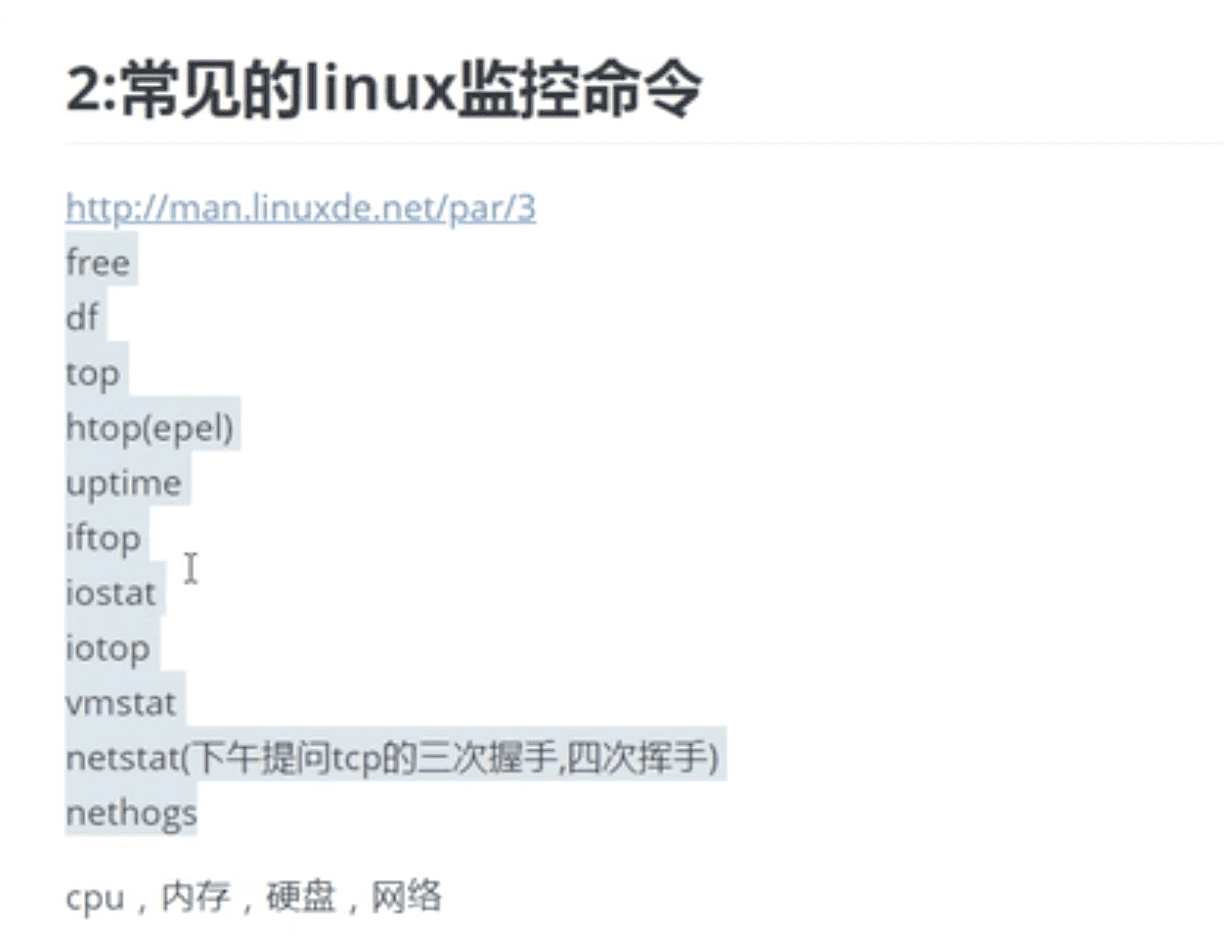 2:常见的linux监控命令
http://man.linuxde.net/par/3
free
df
top
htop(epel)
uptime
iftop
iostat
iotop
vmstat
netstat(下午提问tcp的三次握手,四次挥手)
nethogs
cpu，内存，硬盘，网络